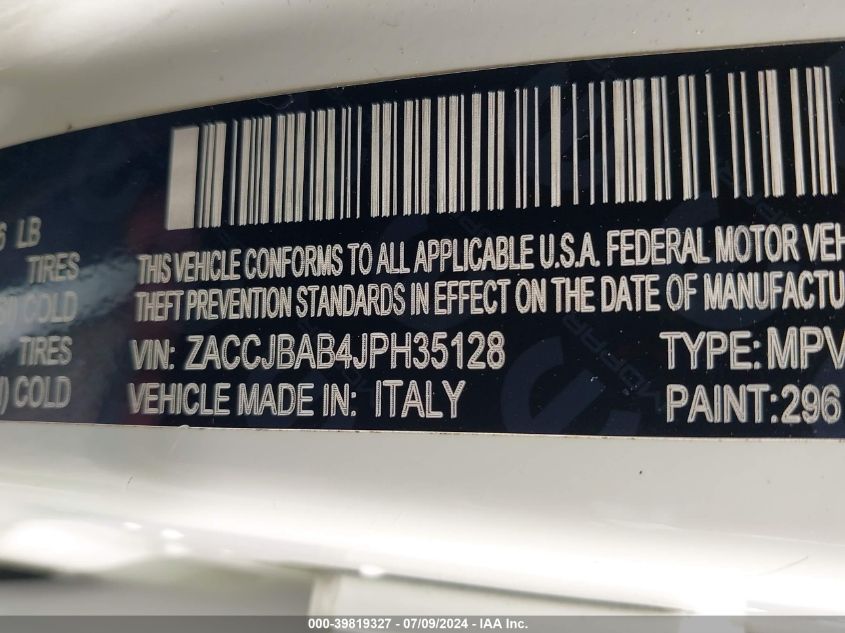 6 LB
TIRES
COLD
TIRES
) COLD
THIS VEHICLE CONFORMS TO ALL APPLICABLE U.S.A. FEDERAL MOTOR VEH
THEFT PREVENTION STANDARDS IN EFFECT ON THE DATE OF MANUFACTU
VIN: ZACCJBAB4JPH35128 TYPE: MPV
VEHICLE MADE IN: ITALY PAINT: 296
000-39819327 - 07/09/2024 - IAA Inc.